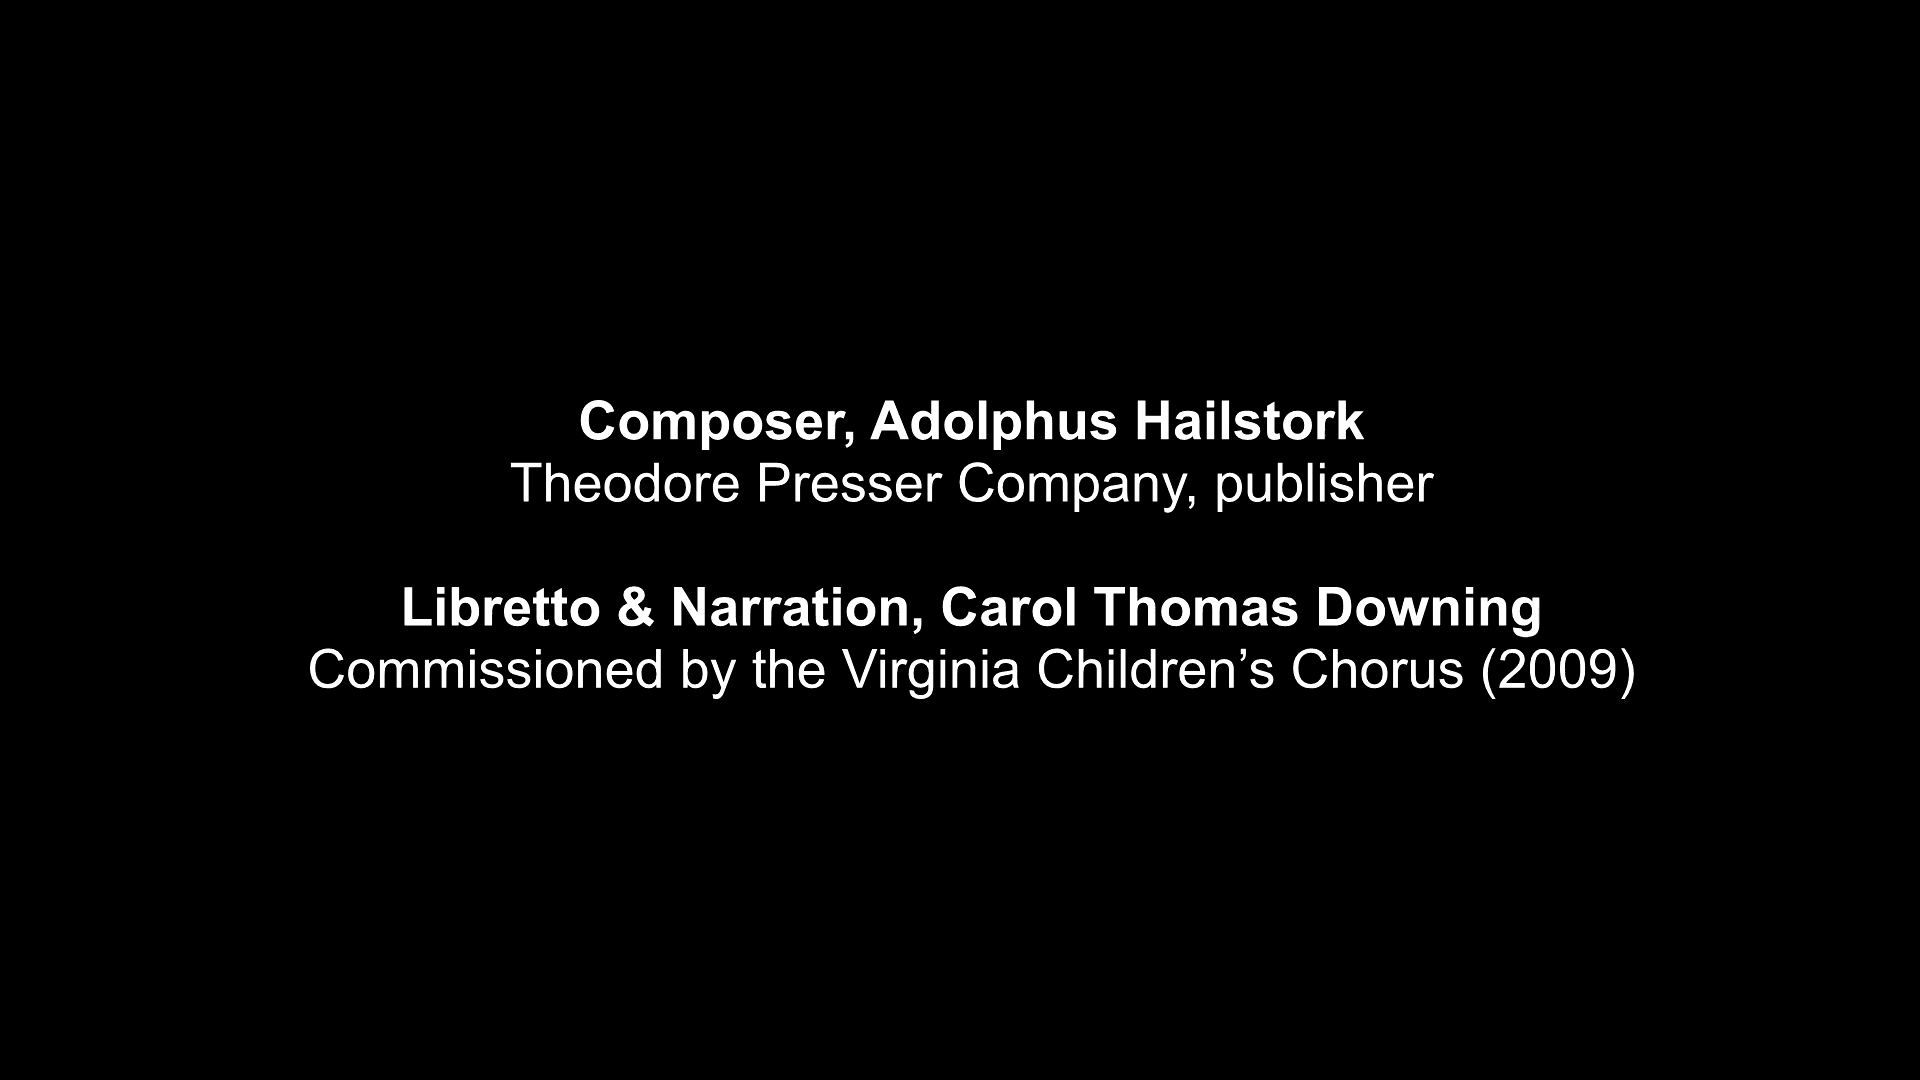 Composer, Adolphus Hailstork
Theodore Presser Company, publisher
Libretto & Narration, Carol Thomas Downing
Commissioned by the Virginia Children’s Chorus (2009)